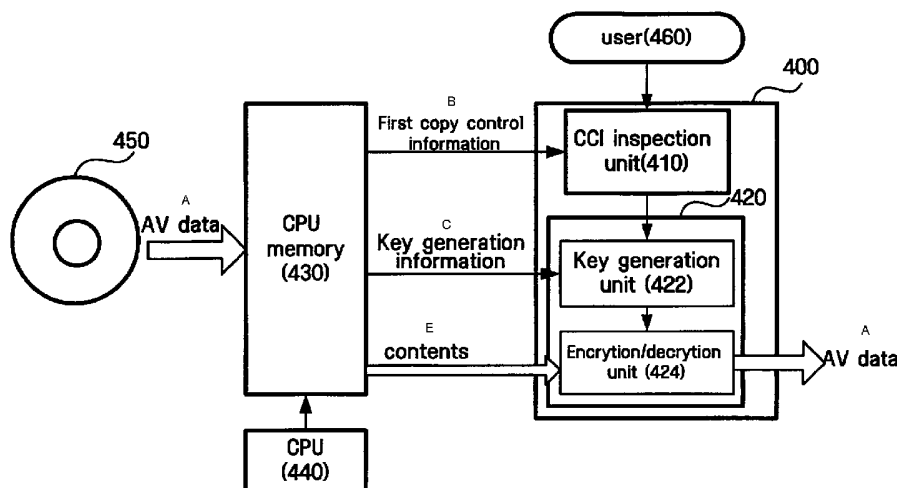 user(460)
400
B
First copy control
information
CCI inspection
unit(410)
450
A
AV data
420
CPU
memory
(430)
C
Key generation
information
Key generation
unit (422)
E
contents
Encrytion/decrytion
unit (424)
A
AV data
CPU
(440)